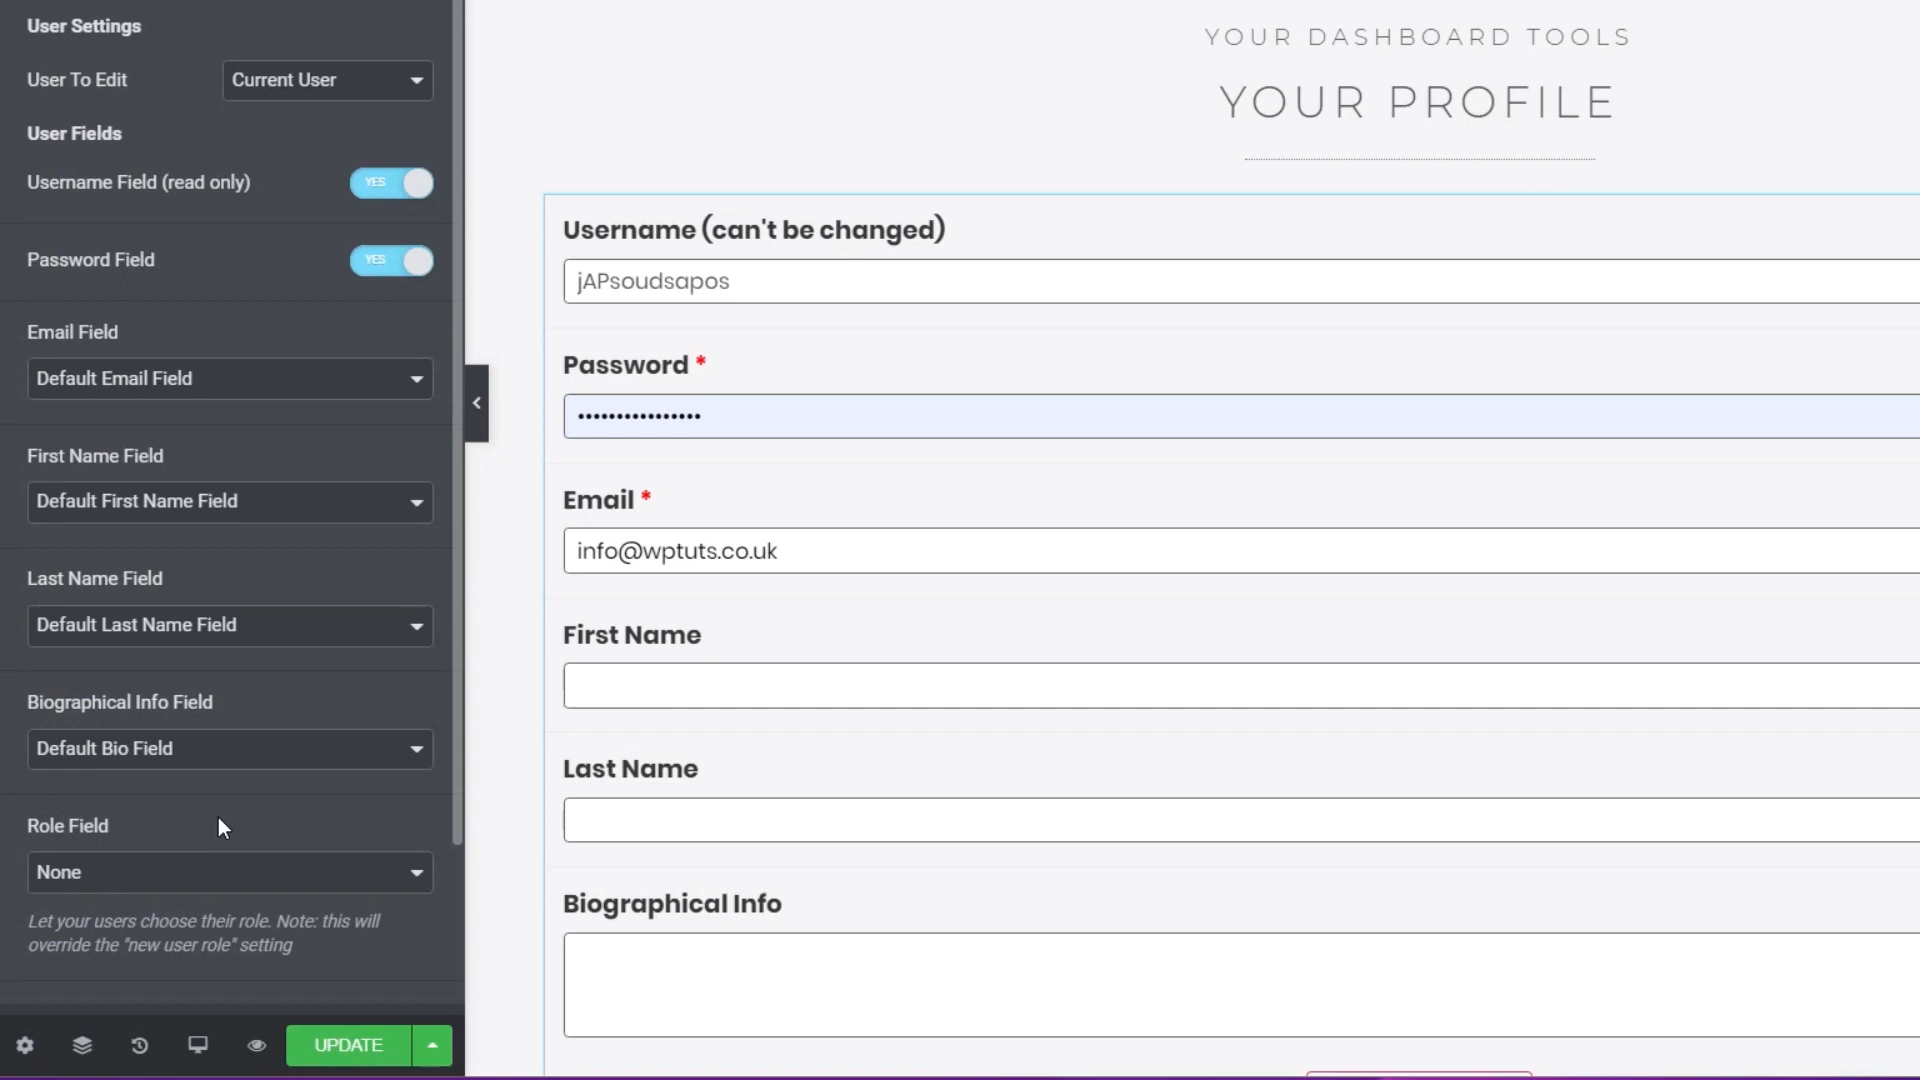 User Settings
User To Edit
Current User
User Fields
Username Field (read only)
YES
Password Field
YES
Email Field
Default Email Field
First Name Field
Default First Name Field
Last Name Field
Default Last Name Field
Biographical Info Field
Default Bio Field
Role Field
None
Let your users choose their role. Note: this will
override the "new user role" setting
UPDATE
YOUR DASHBOARD TOOLS
YOUR PROFILE
Username (can't be changed)
jAPsoudsapos
Password *
••••••••••••••••
Email *
info@wptuts.co.uk
First Name
Last Name
Biographical Info